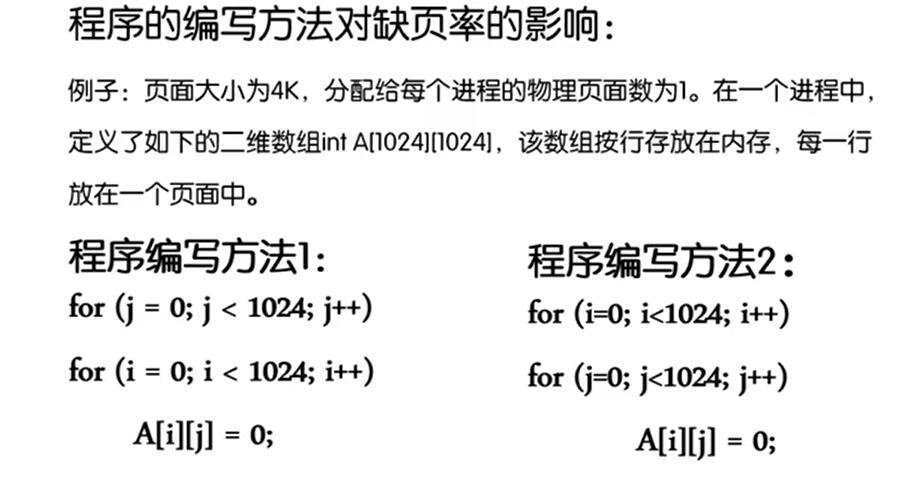 程序的编写方法对缺页率的影响：
例子：页面大小为4K，分配给每个进程的物理页面数为1。在一个进程中，
定义了如下的二维数组int A[1024][1024]，该数组按行存放在内存，每一行
放在一个页面中。
程序编写方法1：
for (j = 0; j < 1024; j++)
for (i = 0; i < 1024; i++)
A[i][j] = 0;
程序编写方法2：
for (i=0; i<1024; i++)
for (j=0; j<1024; j++)
A[i][j] = 0;